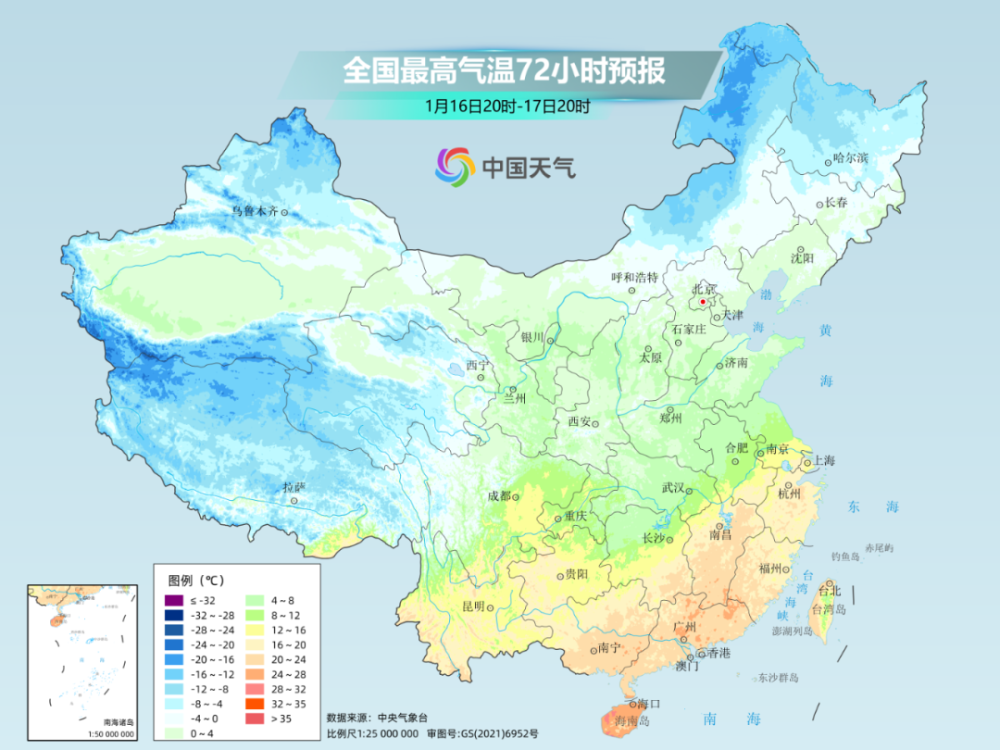 全国最高气温72小时预报
1月16日20时-17日20时
中国天气
哈尔滨
长春
乌鲁木齐
沈阳
呼和浩特
北京
渤
天津
海
黄
石家庄
银川
太原
济南
西宁
海
兰州
郑州
西安
合肥
南京
上海
拉萨
成都
武汉
杭州
重庆
东 海
南昌
长沙
赤尾屿
钓鱼岛
贵阳
福州
台
湾
海
峡
台北
台湾岛
昆明
广州
澎湖列岛
南宁
香港
澳门
东沙群岛
海口
海南岛
南 海
图例（℃）
≤ -32
-32 ~ -28
-28 ~ -24
-24 ~ -20
-20 ~ -16
-16 ~ -12
-12 ~ -8
-8 ~ -4
-4 ~ 0
0 ~ 4
4 ~ 8
8 ~ 12
12 ~ 16
16 ~ 20
20 ~ 24
24 ~ 28
28 ~ 32
32 ~ 35
> 35
南海诸岛
1:50 000 000
数据来源：中央气象台
比例尺1:25 000 000 审图号:GS(2021)6952号